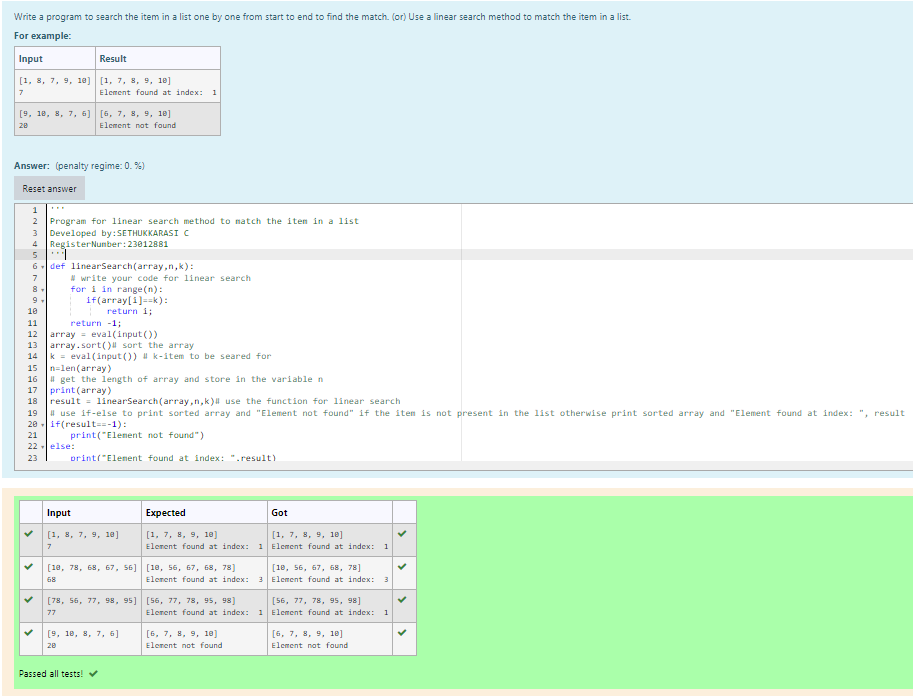 Write a program to search the item in a list one by one from start to end to find the match. (or) Use a linear search method to match the item in a list.
For example:
Input Result
[1, 8, 7, 9, 10] [1, 7, 8, 9, 10]
7 Element found at index:  1
[9, 10, 8, 7, 6] [6, 7, 8, 9, 10]
20 Element not found
Answer: (penalty regime: 0. %)
Reset answer
1 '''
2 Program for linear search method to match the item in a list
3 Developed by:SETHUKKARASI C
4 RegisterNumber:23012881
5 '''
6 def linearSearch(array,n,k):
7     # write your code for linear search
8     for i in range(n):
9         if(array[i]==k):
10             return i;
11     return -1;
12 array = eval(input())
13 array.sort()# sort the array
14 k = eval(input()) # k-item to be seared for
15 n=len(array)
16 # get the length of array and store in the variable n
17 print(array)
18 result = linearSearch(array,n,k)# use the function for linear search
19 # use if-else to print sorted array and "Element not found" if the item is not present in the list otherwise print sorted array and "Element found at index: ", result
20 if(result==-1):
21     print("Element not found")
22 else:
23     print("Element found at index: ",result)
Input Expected Got
[1, 8, 7, 9, 10] [1, 7, 8, 9, 10] [1, 7, 8, 9, 10]
7 Element found at index:  1 Element found at index:  1
[10, 78, 68, 67, 56] [10, 56, 67, 68, 78] [10, 56, 67, 68, 78]
68 Element found at index:  3 Element found at index:  3
[78, 56, 77, 98, 95] [56, 77, 78, 95, 98] [56, 77, 78, 95, 98]
77 Element found at index:  1 Element found at index:  1
[9, 10, 8, 7, 6] [6, 7, 8, 9, 10] [6, 7, 8, 9, 10]
20 Element not found Element not found
Passed all tests!